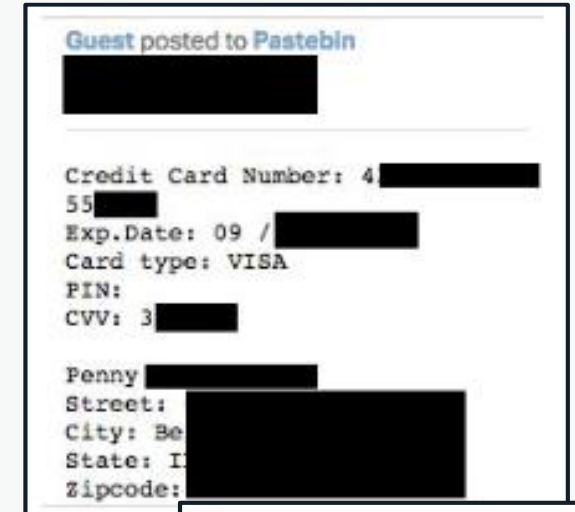 Guest posted to Pastebin
Credit Card Number: 4
55
Exp.Date: 09 /
Card type: VISA
PIN:
CVV: 3
Penny
Street:
City: Be
State: I
Zipcode: